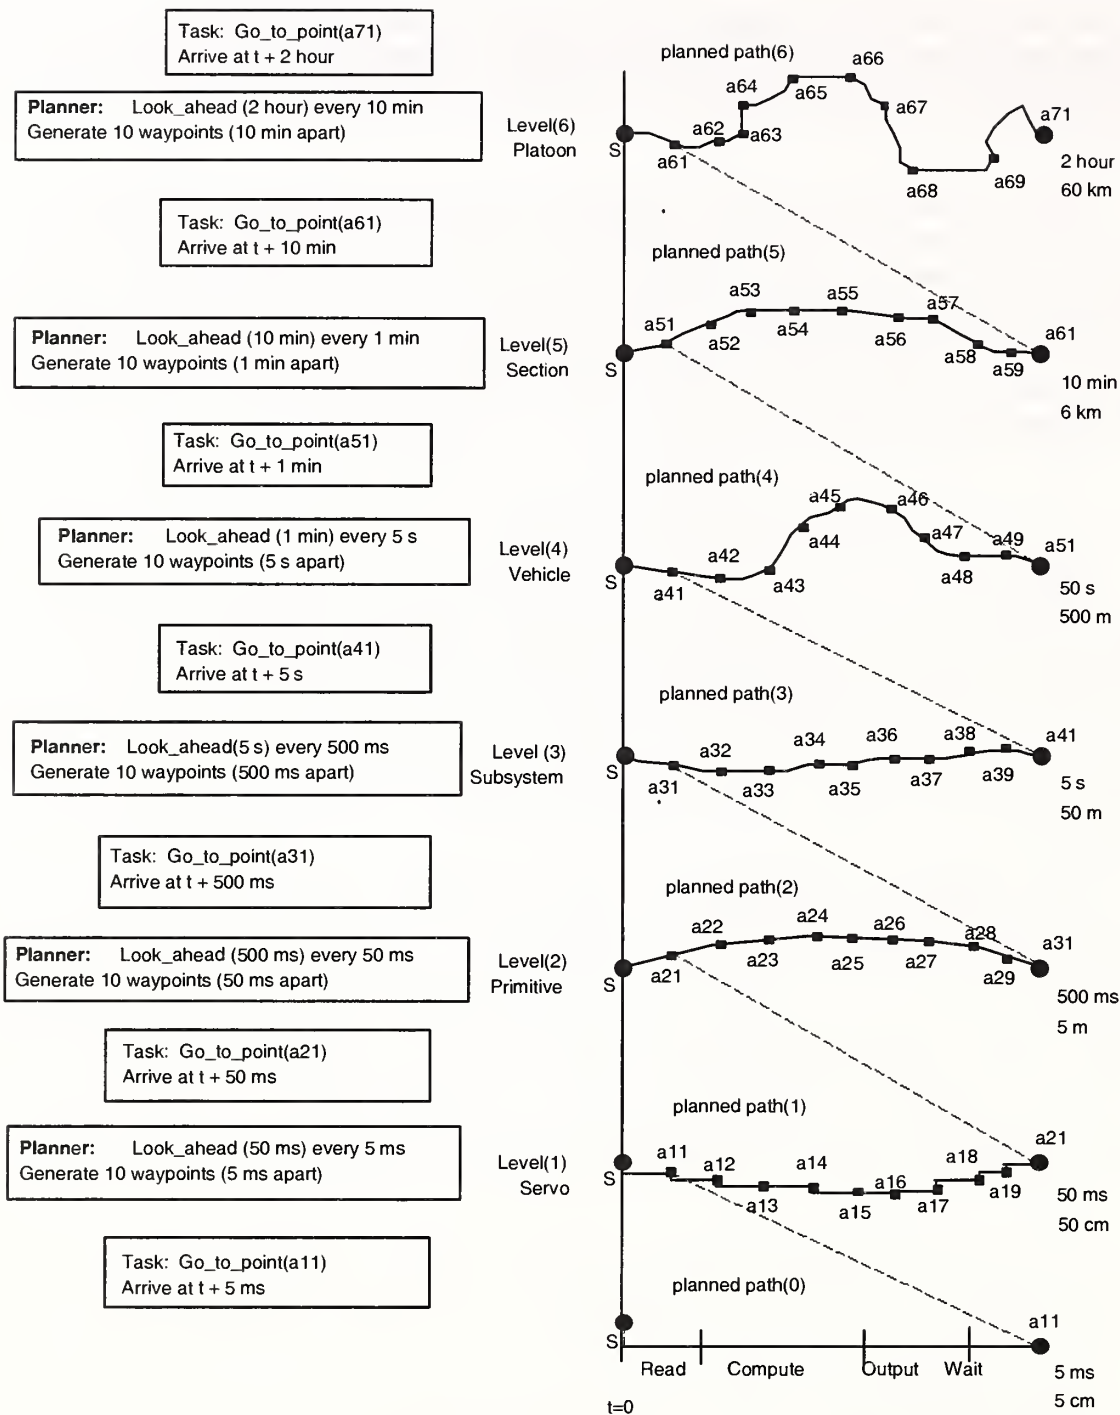 Task: Go_to_point(a71)
Arrive at t + 2 hour
Planner: Look_ahead (2 hour) every 10 min
Generate 10 waypoints (10 min apart)
Level(6)
Platoon
planned path(6)
S
a61
a62
a63
a64
a65
a66
a67
a68
a69
a71
2 hour
60 km
Task: Go_to_point(a61)
Arrive at t + 10 min
Planner: Look_ahead (10 min) every 1 min
Generate 10 waypoints (1 min apart)
Level(5)
Section
planned path(5)
S
a51
a52
a53
a54
a55
a56
a57
a58
a59
a61
10 min
6 km
Task: Go_to_point(a51)
Arrive at t + 1 min
Planner: Look_ahead (1 min) every 5 s
Generate 10 waypoints (5 s apart)
Level(4)
Vehicle
planned path(4)
S
a41
a42
a43
a44
a45
a46
a47
a48
a49
a51
50 s
500 m
Task: Go_to_point(a41)
Arrive at t + 5 s
Planner: Look_ahead(5 s) every 500 ms
Generate 10 waypoints (500 ms apart)
Level (3)
Subsystem
planned path(3)
S
a31
a32
a33
a34
a35
a36
a37
a38
a39
a41
5 s
50 m
Task: Go_to_point(a31)
Arrive at t + 500 ms
Planner: Look_ahead (500 ms) every 50 ms
Generate 10 waypoints (50 ms apart)
Level(2)
Primitive
planned path(2)
S
a21
a22
a23
a24
a25
a26
a27
a28
a29
a31
500 ms
5 m
Task: Go_to_point(a21)
Arrive at t + 50 ms
Planner: Look_ahead (50 ms) every 5 ms
Generate 10 waypoints (5 ms apart)
Level(1)
Servo
planned path(1)
S
a11
a12
a13
a14
a15
a16
a17
a18
a19
a21
50 ms
50 cm
Task: Go_to_point(a11)
Arrive at t + 5 ms
planned path(0)
S
a11
Read Compute Output Wait
5 ms
5 cm
t=0